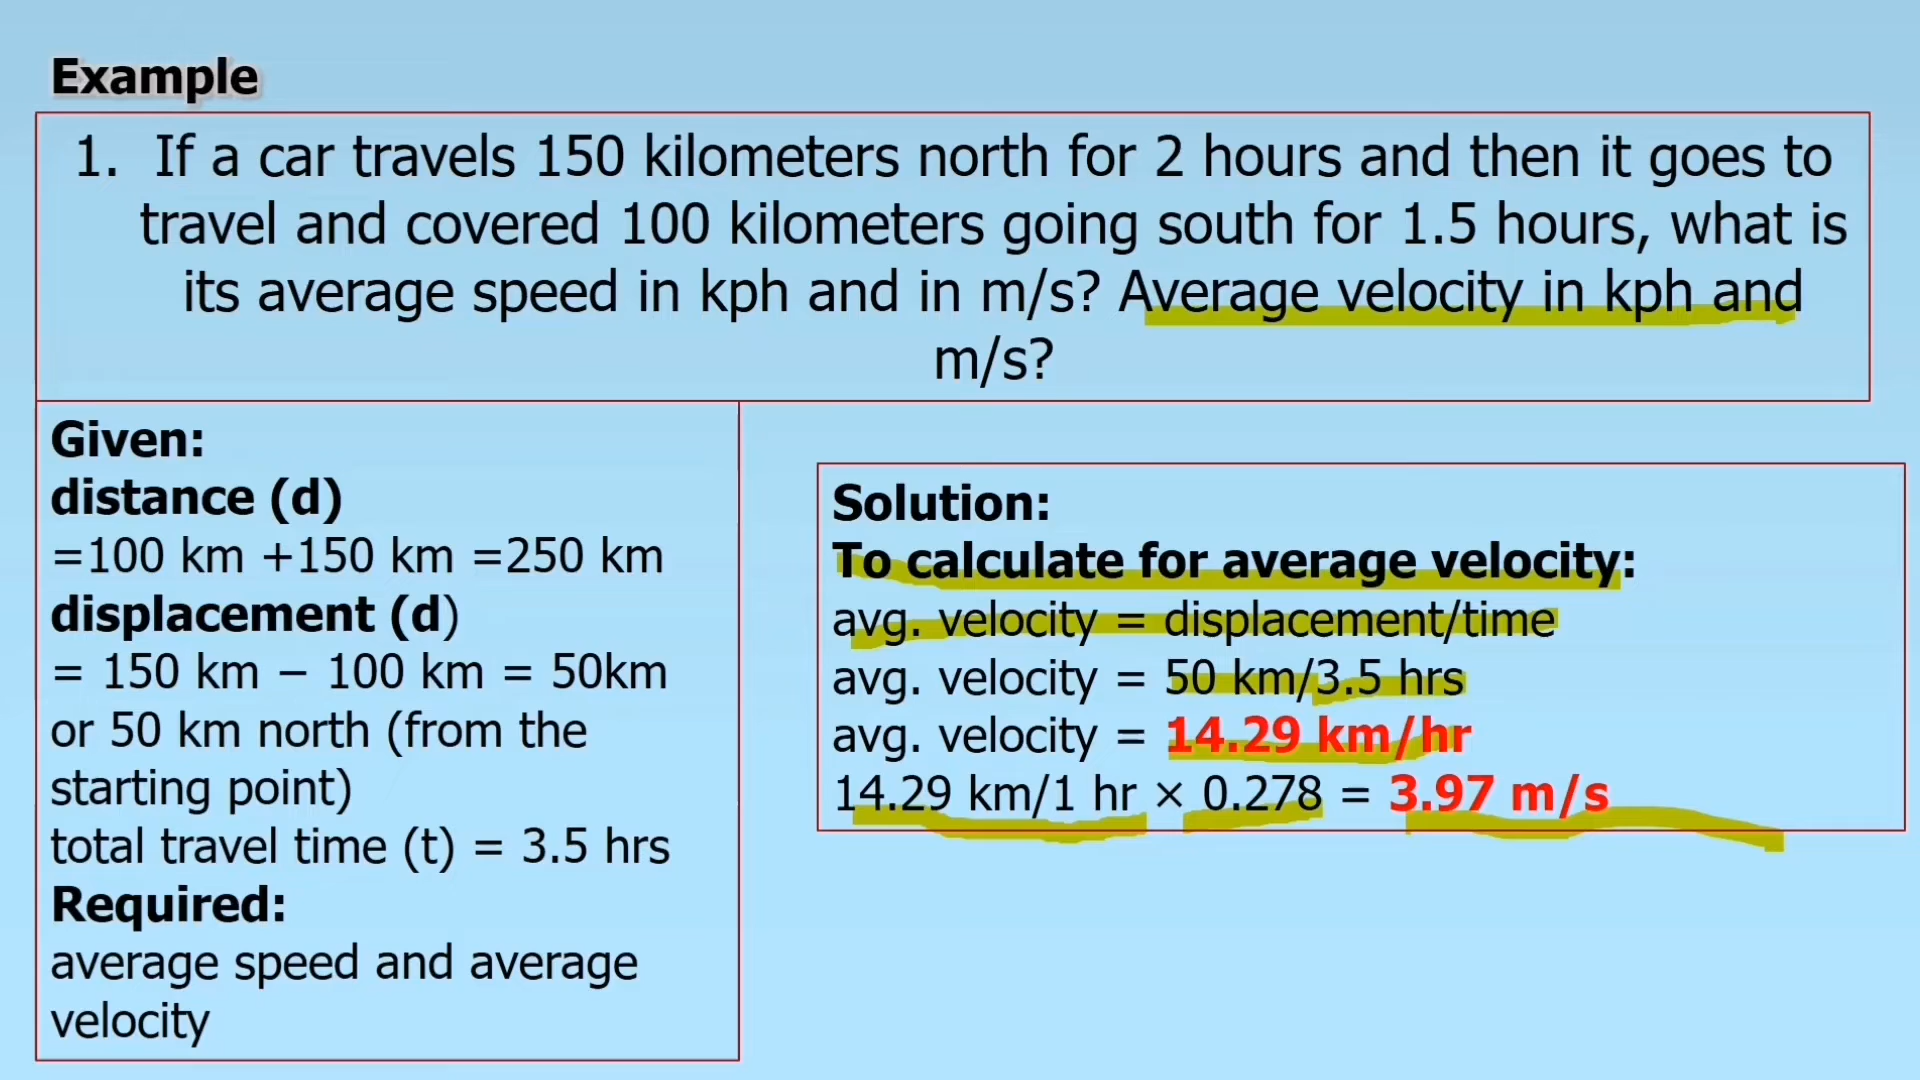 Example
1. If a car travels 150 kilometers north for 2 hours and then it goes to
travel and covered 100 kilometers going south for 1.5 hours, what is
its average speed in kph and in m/s? Average velocity in kph and
m/s?
Given:
distance (d)
=100 km +150 km =250 km
displacement (d)
= 150 km − 100 km = 50km
or 50 km north (from the
starting point)
total travel time (t) = 3.5 hrs
Required:
average speed and average
velocity
Solution:
To calculate for average velocity:
avg. velocity = displacement/time
avg. velocity = 50 km/3.5 hrs
avg. velocity = 14.29 km/hr
14.29 km/1 hr × 0.278 = 3.97 m/s